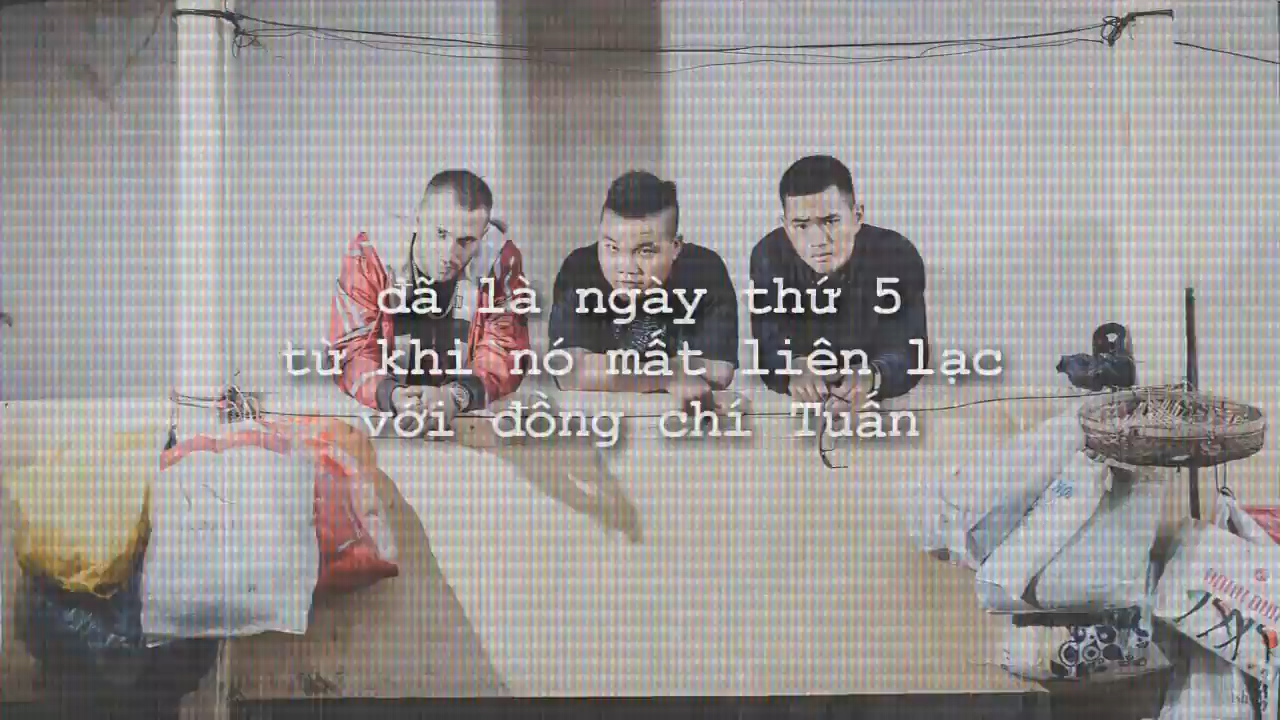 đã là ngày thứ 5
từ khi nó mất liên lạc
với đồng chí Tuấn